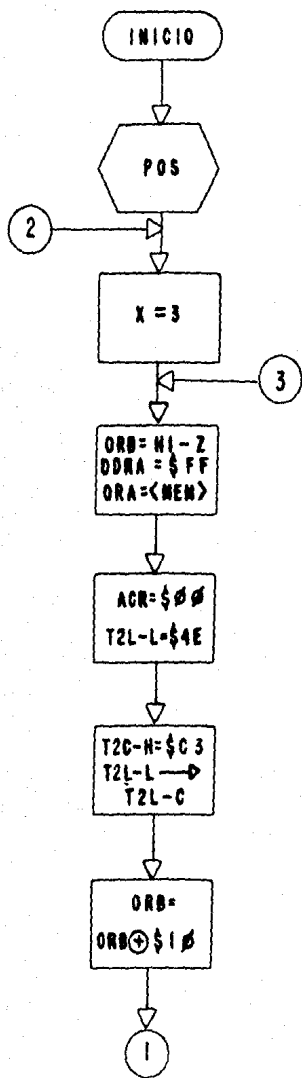 INICIO
POS
2
X = 3
3
ORB= HI-Z
DDRA = $FF
ORA=<MEM>
ACR=$ØØ
T2L-L=$4E
T2C-H=$C3
T2L-L →
T2L-C
ORB=
ORB⊕$1Ø
1